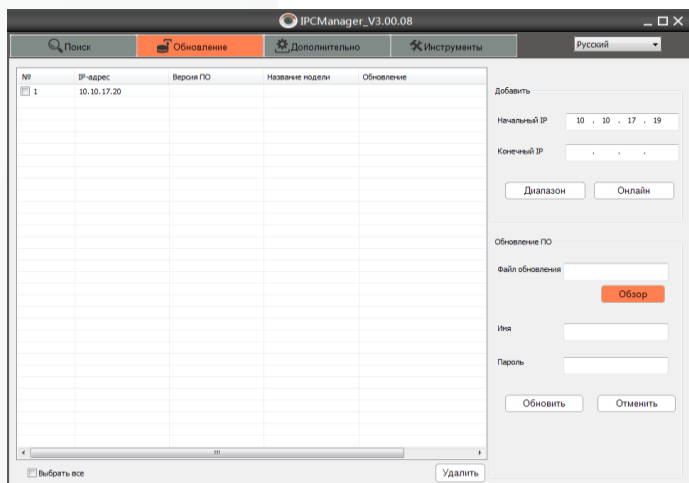 IPCManager_V3.00.08
Поиск Обновление Дополнительно Инструменты Русский
№ IP-адрес Версия ПО Название модели Обновление
1 10.10.17.20
Добавить
Начальный IP 10 . 10 . 17 . 19
Конечный IP . . .
Диапазон Онлайн
Обновление ПО
Файл обновления
Обзор
Имя
Пароль
Обновить Отменить
Выбрать все Удалить